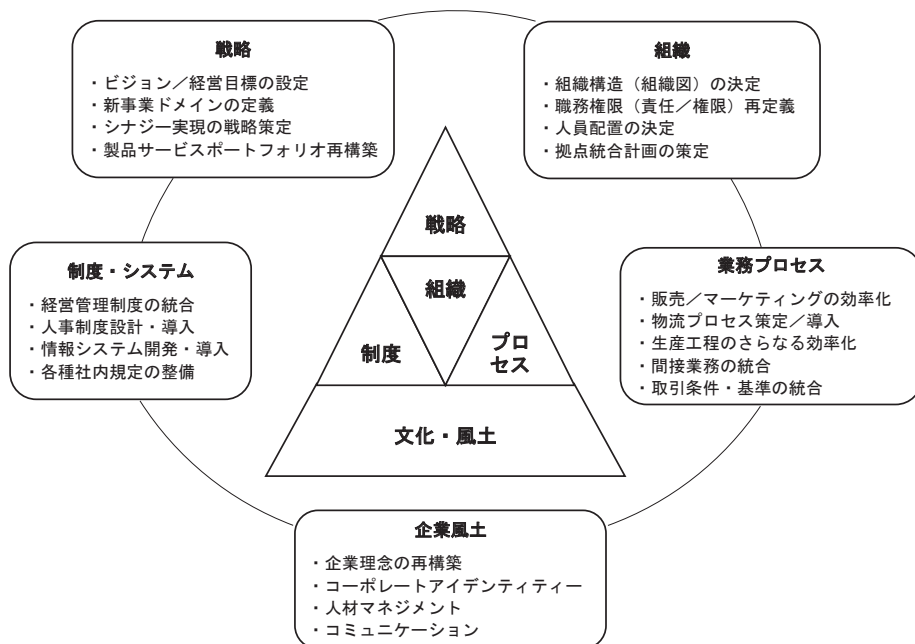 戦略
・ビジョン／経営目標の設定
・新事業ドメインの定義
・シナジー実現の戦略策定
・製品サービスポートフォリオ再構築
組織
・組織構造（組織図）の決定
・職務権限（責任／権限）再定義
・人員配置の決定
・拠点統合計画の策定
制度・システム
・経営管理制度の統合
・人事制度設計・導入
・情報システム開発・導入
・各種社内規定の整備
戦略
組織
制度
プロ
セス
文化・風土
業務プロセス
・販売／マーケティングの効率化
・物流プロセス策定／導入
・生産工程のさらなる効率化
・間接業務の統合
・取引条件・基準の統合
企業風土
・企業理念の再構築
・コーポレートアイデンティティー
・人材マネジメント
・コミュニケーション